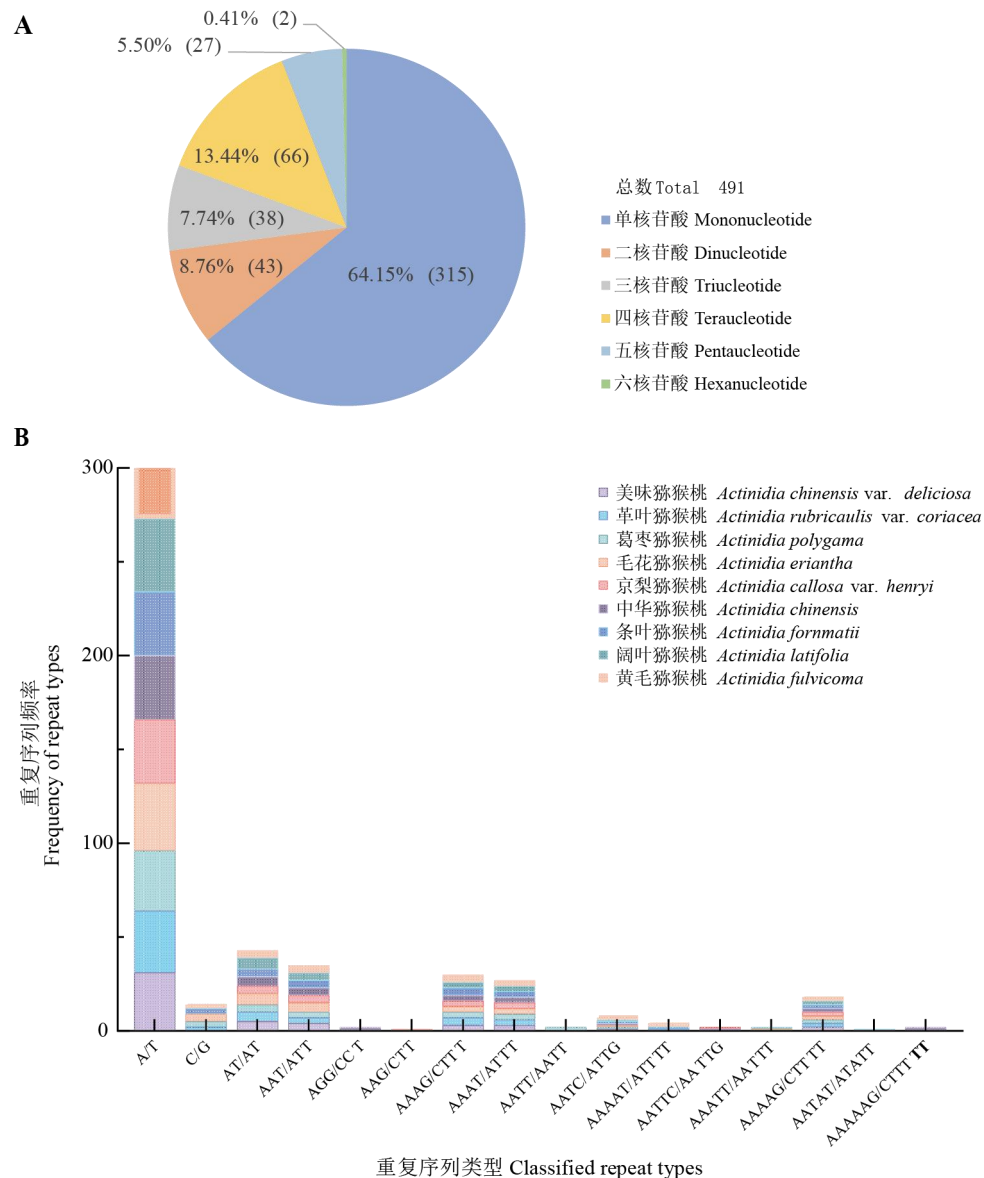 A
0.41% (2)
5.50% (27)
13.44% (66)
7.74% (38)
8.76% (43)
64.15% (315)
总数Total 491
单核苷酸 Mononucleotide
二核苷酸 Dinucleotide
三核苷酸 Triucleotide
四核苷酸 Teraucleotide
五核苷酸 Pentaucleotide
六核苷酸 Hexanucleotide
B
300
200
100
0
重复序列频率
Frequency of repeat types
美味猕猴桃 Actinidia chinensis var. deliciosa
革叶猕猴桃 Actinidia rubricaulis var. coriacea
葛枣猕猴桃 Actinidia polygama
毛花猕猴桃 Actinidia eriantha
京梨猕猴桃 Actinidia callosa var. henryi
中华猕猴桃 Actinidia chinensis
条叶猕猴桃 Actinidia fornmatii
阔叶猕猴桃 Actinidia latifolia
黄毛猕猴桃 Actinidia fulvicoma
A/T
C/G
AT/AT
AAT/ATT
AGG/CC T
AAG/CTT
AAAG/CTT T
AAAT/ATTT
AATT/AATT
AATC/ATTG
AAAAT/ATTTT
AATTC/AATTG
AAATT/AATTT
AAAAG/CTT TT
AATAT/ATATT
AAAAAG/CTTT TT
重复序列类型 Classified repeat types